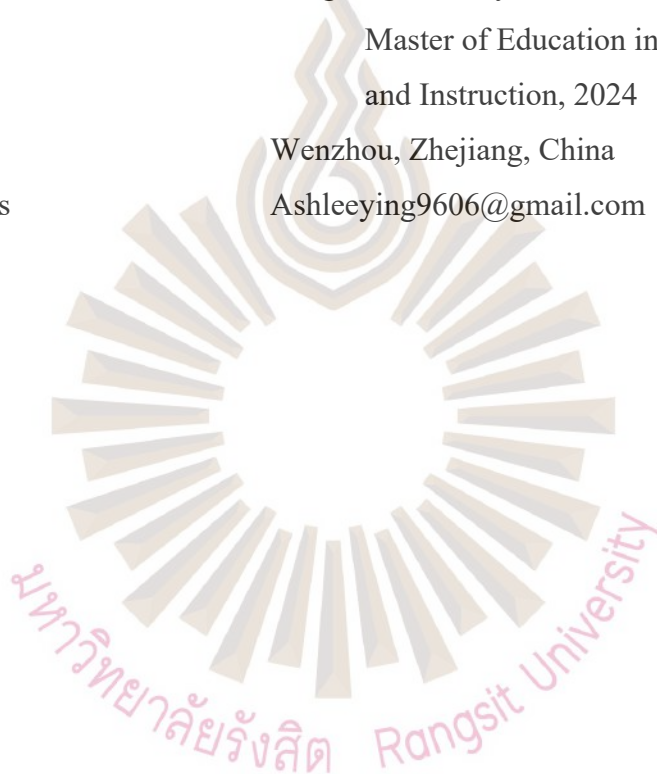 Master of Education in
and Instruction, 2024
Wenzhou, Zhejiang, China
s Ashleeying9606@gmail.com
มหาวิทยาลัยรังสิต Rangsit University